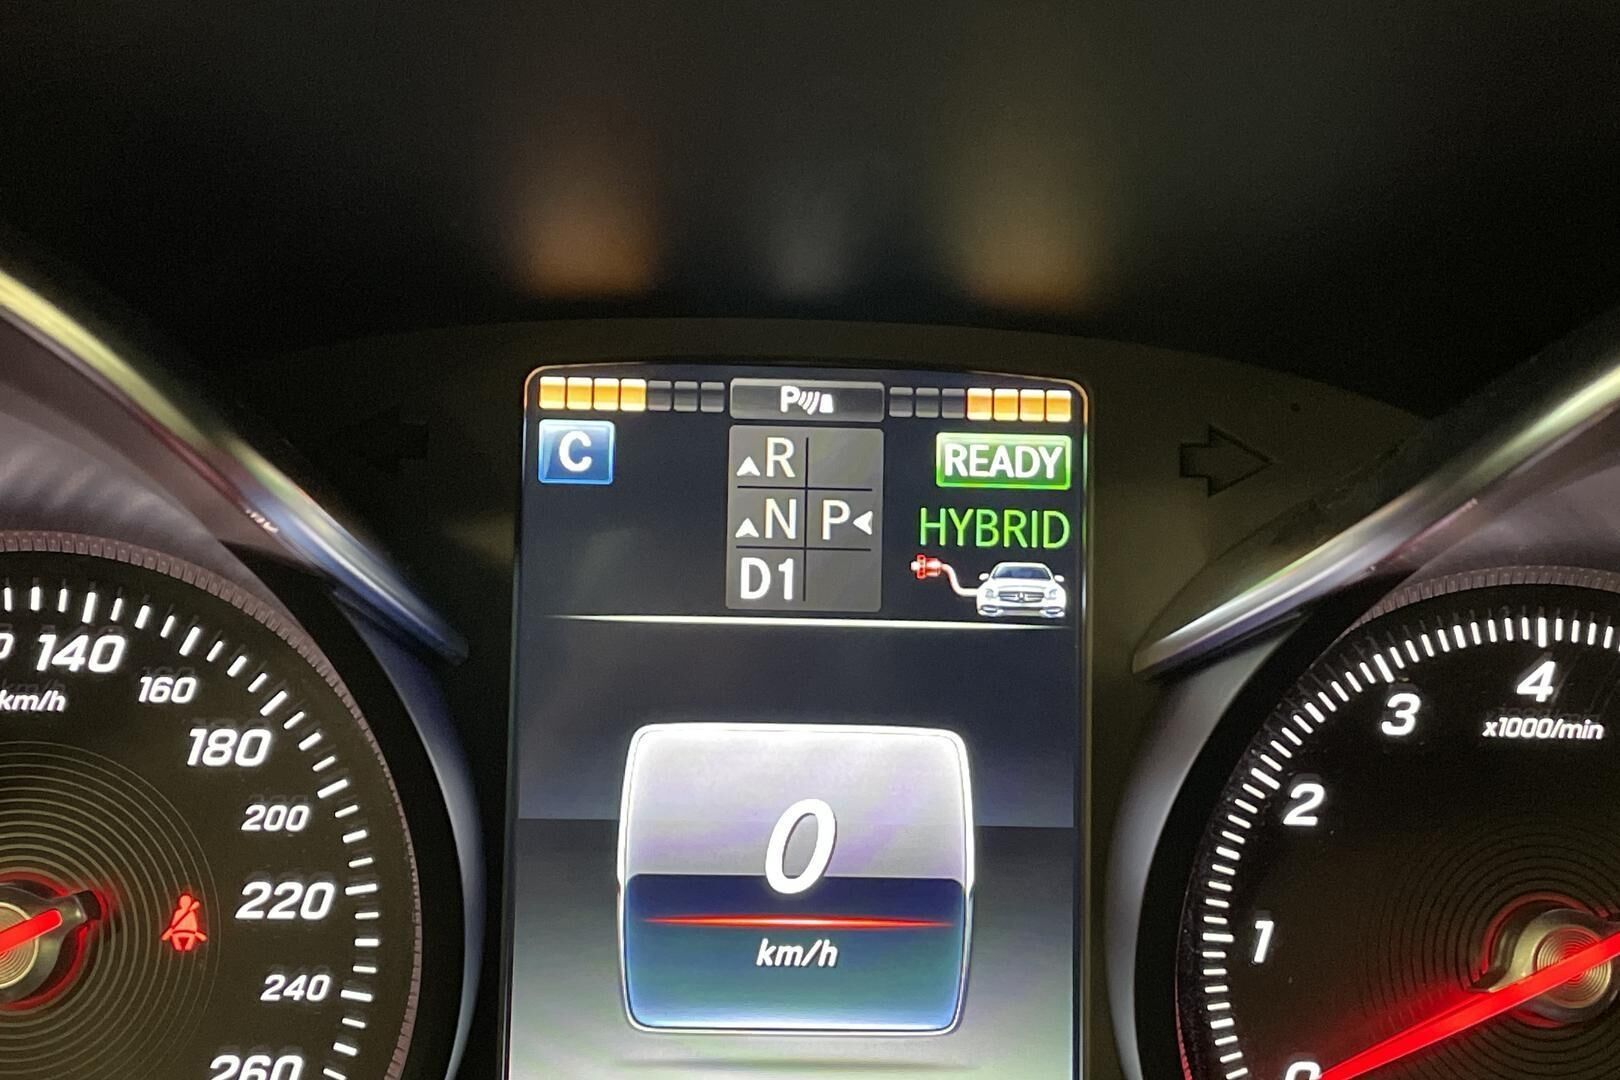 P
C
R
READY
N P
HYBRID
D1
140
160
km/h
180
200
220
240
260
0
km/h
4
3
x1000/min
2
1
0